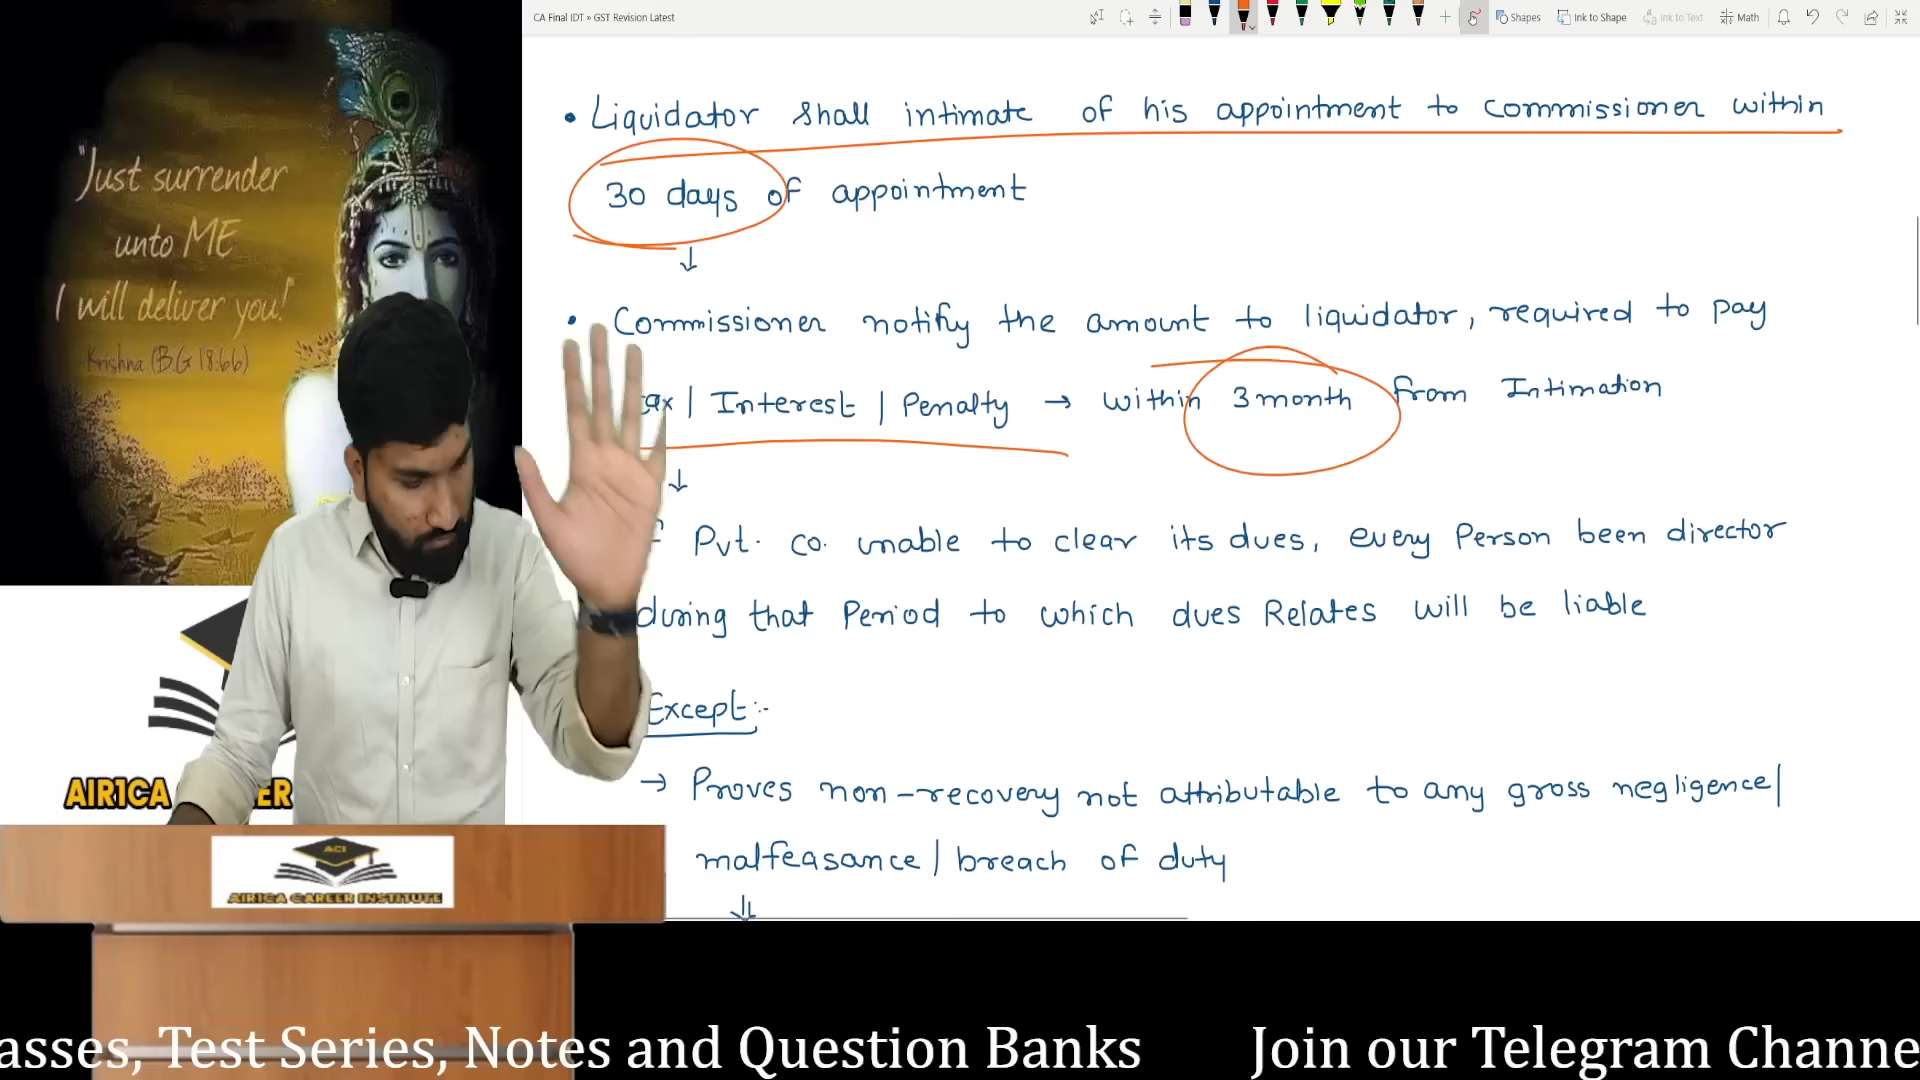 CA Final IDT » GST Revision Latest
Shapes
Ink to Shape
Ink to Text
Math
"Just surrender
unto ME
I will deliver you!"
Krishna (B.G 18:66)
• Liquidator shall intimate of his appointment to commissioner within
30 days of appointment
↓
• Commissioner notify the amount to liquidator, required to pay
ax | Interest | Penalty → within 3 month from Intimation
↓
f Pvt. co. unable to clear its dues, every Person been director
during that Period to which dues Relates will be liable
Except :-
→ Proves non-recovery not attributable to any gross negligence/
malfeasance / breach of duty
AIR1CA
ER
ACI
AIR1CA CAREER INSTITUTE
asses, Test Series, Notes and Question Banks
Join our Telegram Channe